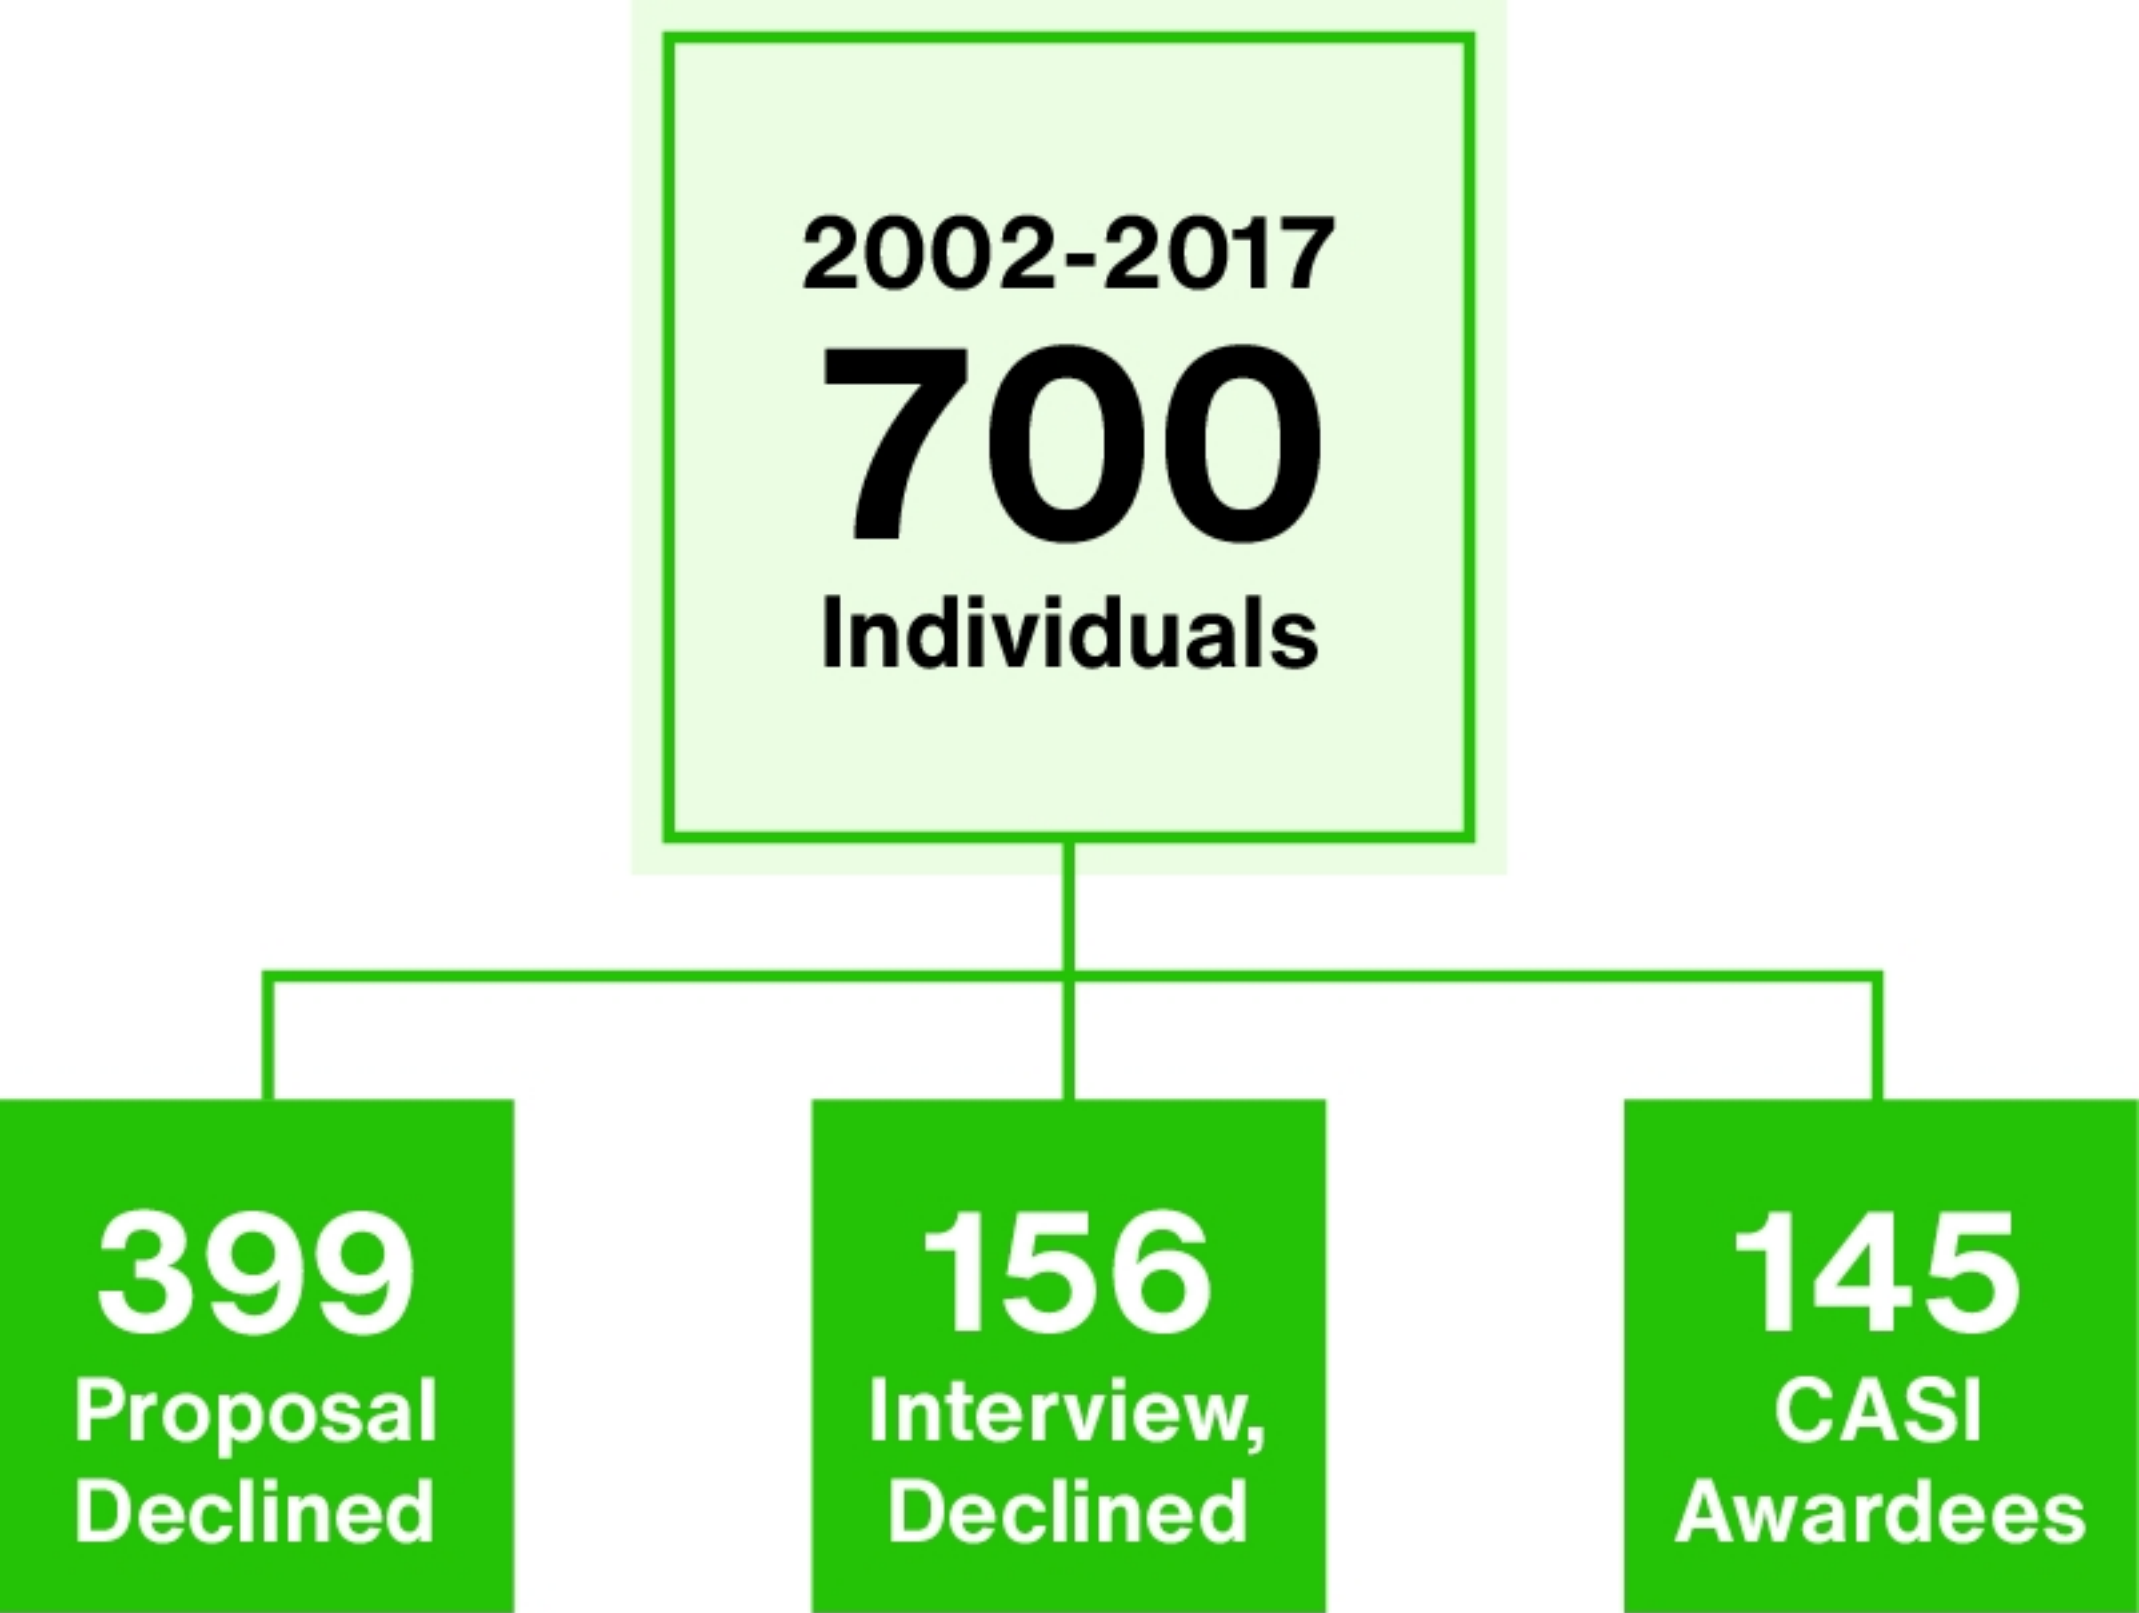 2002-2017
700
Individuals
399
Proposal
Declined
156
Interview,
Declined
145
CASI
Awardees